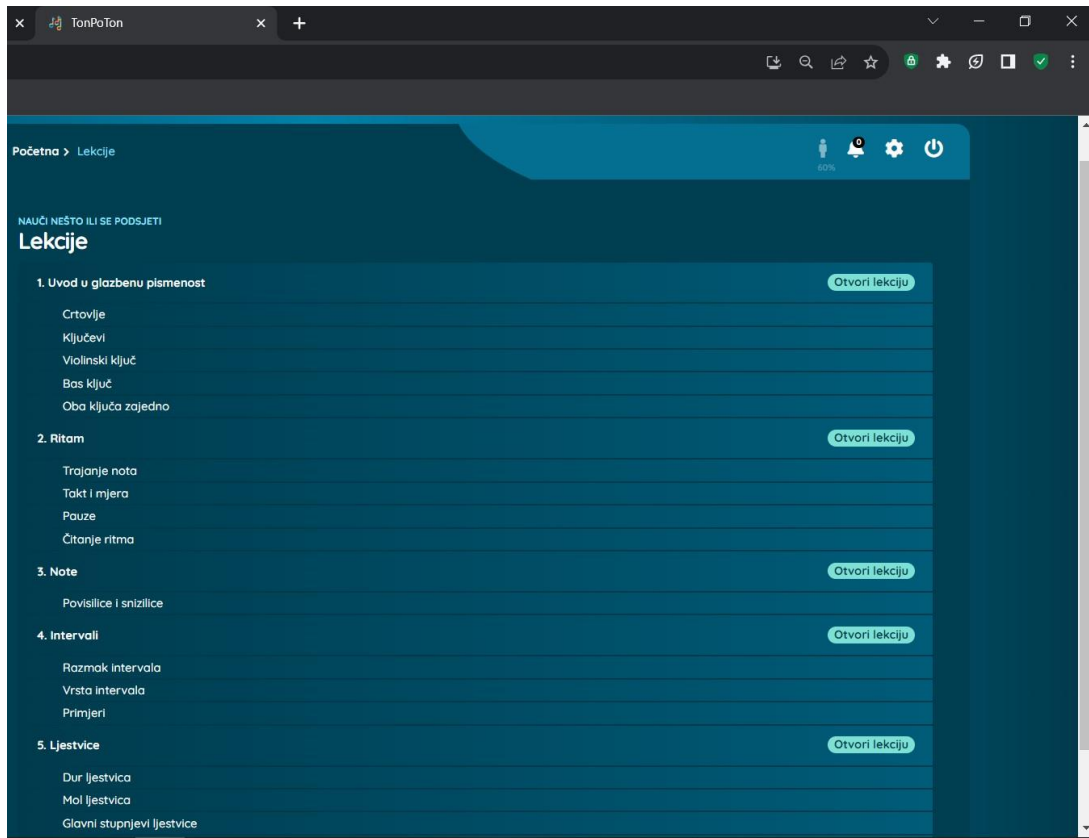 TonPoTon
Početna > Lekcije
0
60%
NAUČI NEŠTO ILI SE PODSJETI
Lekcije
1. Uvod u glazbenu pismenost Otvori lekciju
Crtovlje
Ključevi
Violinski ključ
Bas ključ
Oba ključa zajedno
2. Ritam Otvori lekciju
Trajanje nota
Takt i mjera
Pauze
Čitanje ritma
3. Note Otvori lekciju
Povisilice i snizilice
4. Intervali Otvori lekciju
Razmak intervala
Vrsta intervala
Primjeri
5. Ljestvice Otvori lekciju
Dur ljestvica
Mol ljestvica
Glavni stupnjevi ljestvice